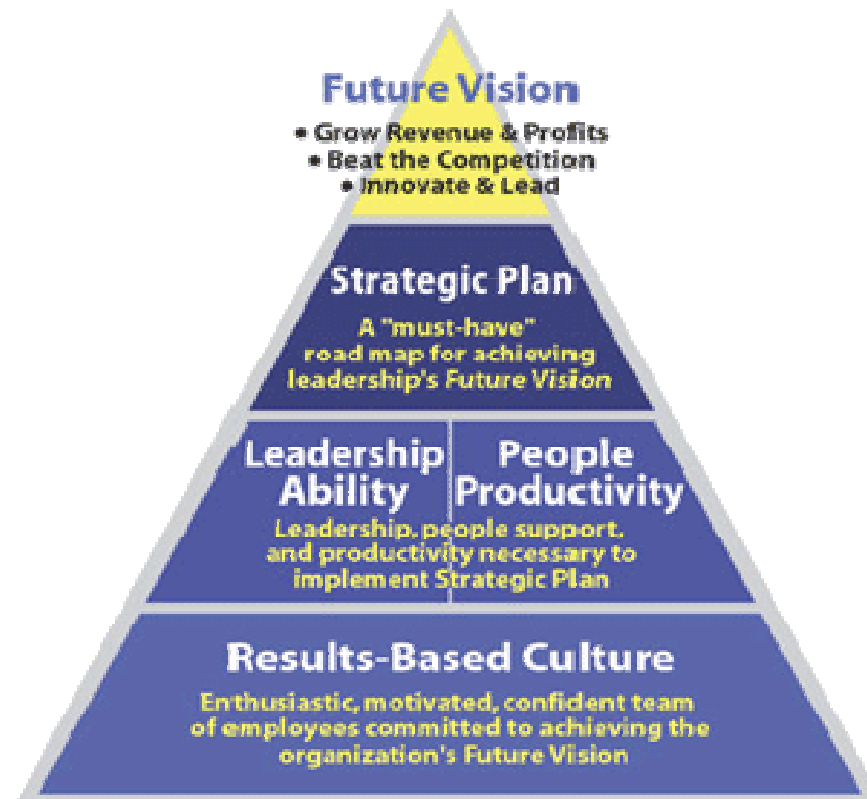 Future Vision
• Grow Revenue & Profits
• Beat the Competition
• Innovate & Lead
Strategic Plan
A "must-have"
road map for achieving
leadership's Future Vision
Leadership
Ability
People
Productivity
Leadership, people support,
and productivity necessary to
implement Strategic Plan
Results-Based Culture
Enthusiastic, motivated, confident team
of employees committed to achieving the
organization's Future Vision